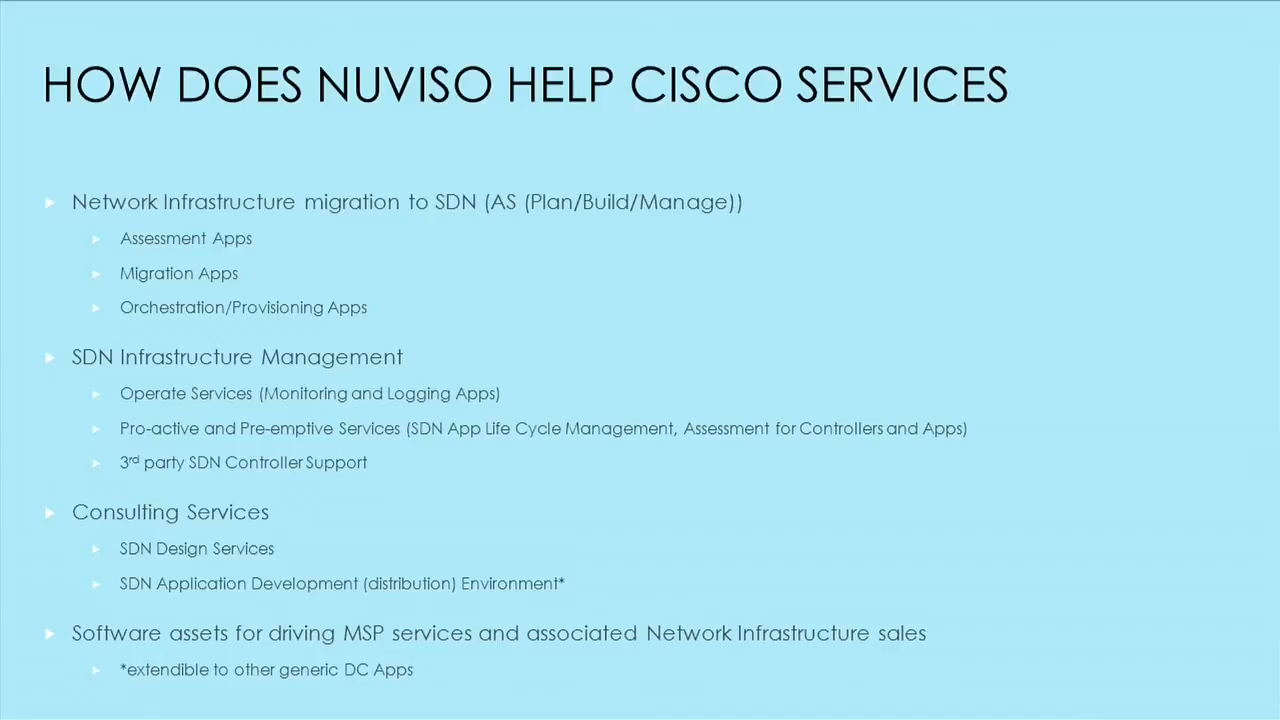 HOW DOES NUVISO HELP CISCO SERVICES
Network Infrastructure migration to SDN (AS (Plan/Build/Manage))
Assessment Apps
Migration Apps
Orchestration/Provisioning Apps
SDN Infrastructure Management
Operate Services (Monitoring and Logging Apps)
Pro-active and Pre-emptive Services (SDN App Life Cycle Management, Assessment for Controllers and Apps)
3rd party SDN Controller Support
Consulting Services
SDN Design Services
SDN Application Development (distribution) Environment*
Software assets for driving MSP services and associated Network Infrastructure sales
*extendible to other generic DC Apps